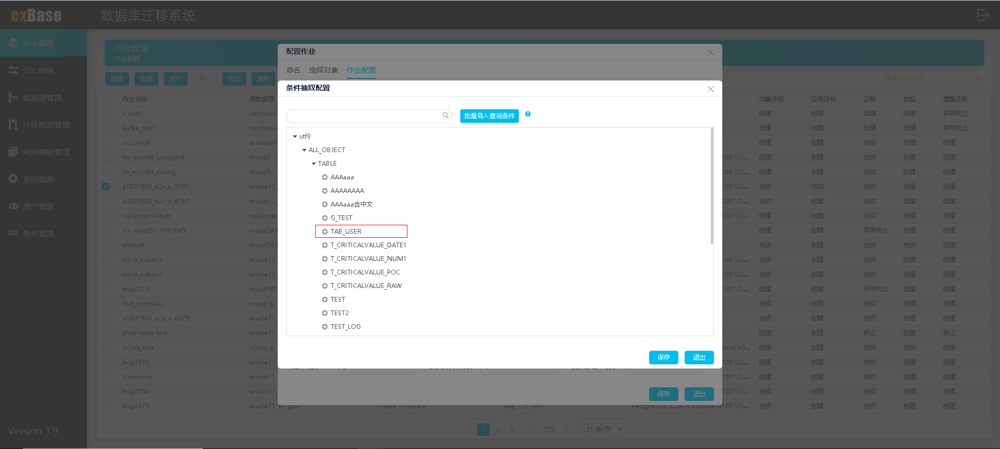 exBase 数据库迁移系统
作业配置
SQL转换
数据源管理
迁移规则管理
规则模板管理
系统配置
用户管理
角色管理
Version 3.9
作业配置
作业配置
新建 配置 运行 停止 报告 删除 搜索作业名称
作业名称 原数据源 对象评估 应用评估 迁移 校验 增量迁移
k_test1 vastbase 创建 创建 创建 创建 异常终止
kafka_test1 vastbase 创建 创建 创建 创建 异常终止
ou72my8 oracleus7 创建 创建 完成 创建 创建
lm_mysql8_unsigned mysql8 100 V2.... 创建 创建 完成 创建 创建
lm_mysql8_zizeng mysql8 100 V2.... 创建 创建 完成 创建 创建
a1031880_o2v_e_3151 oracle12_ 100 V2.... 完成 完成 完成 创建 创建
a1031880_o2v_e_6169 oracle12_ 100 V2.... 完成 创建 完成 创建 创建
sqlserver14tovb sqlserver 100 V2.... 完成 创建 完成 创建 创建
lm_mysql57_1061645 mysql249 100 V2.... 创建 创建 异常终止 创建 创建
dsdwdf mysql249 创建 创建 完成 完成 创建
o2vb_substr3 oracle12_ 100 V2.... 创建 创建 完成 创建 创建
o2vb_substr2 oracle12_ 100 V2.... 创建 创建 完成 创建 创建
bug0218 mysql801 100 V2.... 创建 创建 异常终止 创建 创建
test_insertkey mysql_g 完成 创建 完成 创建 创建
a1031933_o2a_e_6825 oracle11_ 完成 创建 完成 创建 创建
blob_copy_test oracle11_ 创建 创建 停止 创建 停止
m2og_test mysql_g ernel V5... 创建 创建 完成 完成 创建
bug1580 oracle11_ 100 V2.... 创建 创建 完成 创建 创建
tsequence oracle11_ 100 V2.... 创建 创建 完成 创建 创建
bug7556 oracle11_ 100 V2.... 完成 创建 完成 创建 创建
bug2475 oracle11_ex_gbk Oracle 11.2.0.4.0 vbg_225_utf8 PostgreSQL 9.2.4 (Vastbase G100 V2.... 完成 创建 完成 创建 创建
1 2 3 ··· 278 21 条/页
配置作业
命名 选择对象 作业配置
条件抽取配置
批量导入查询条件 ?
utf8
ALL_OBJECT
TABLE
AAAaaa
AAAAAAAA
AAAaaa含中文
G_TEST
TAB_USER
T_CRITICALVALUE_DATE1
T_CRITICALVALUE_NUM1
T_CRITICALVALUE_POC
T_CRITICALVALUE_RAW
TEST
TEST2
TEST_LOG
保存 退出
保存 退出